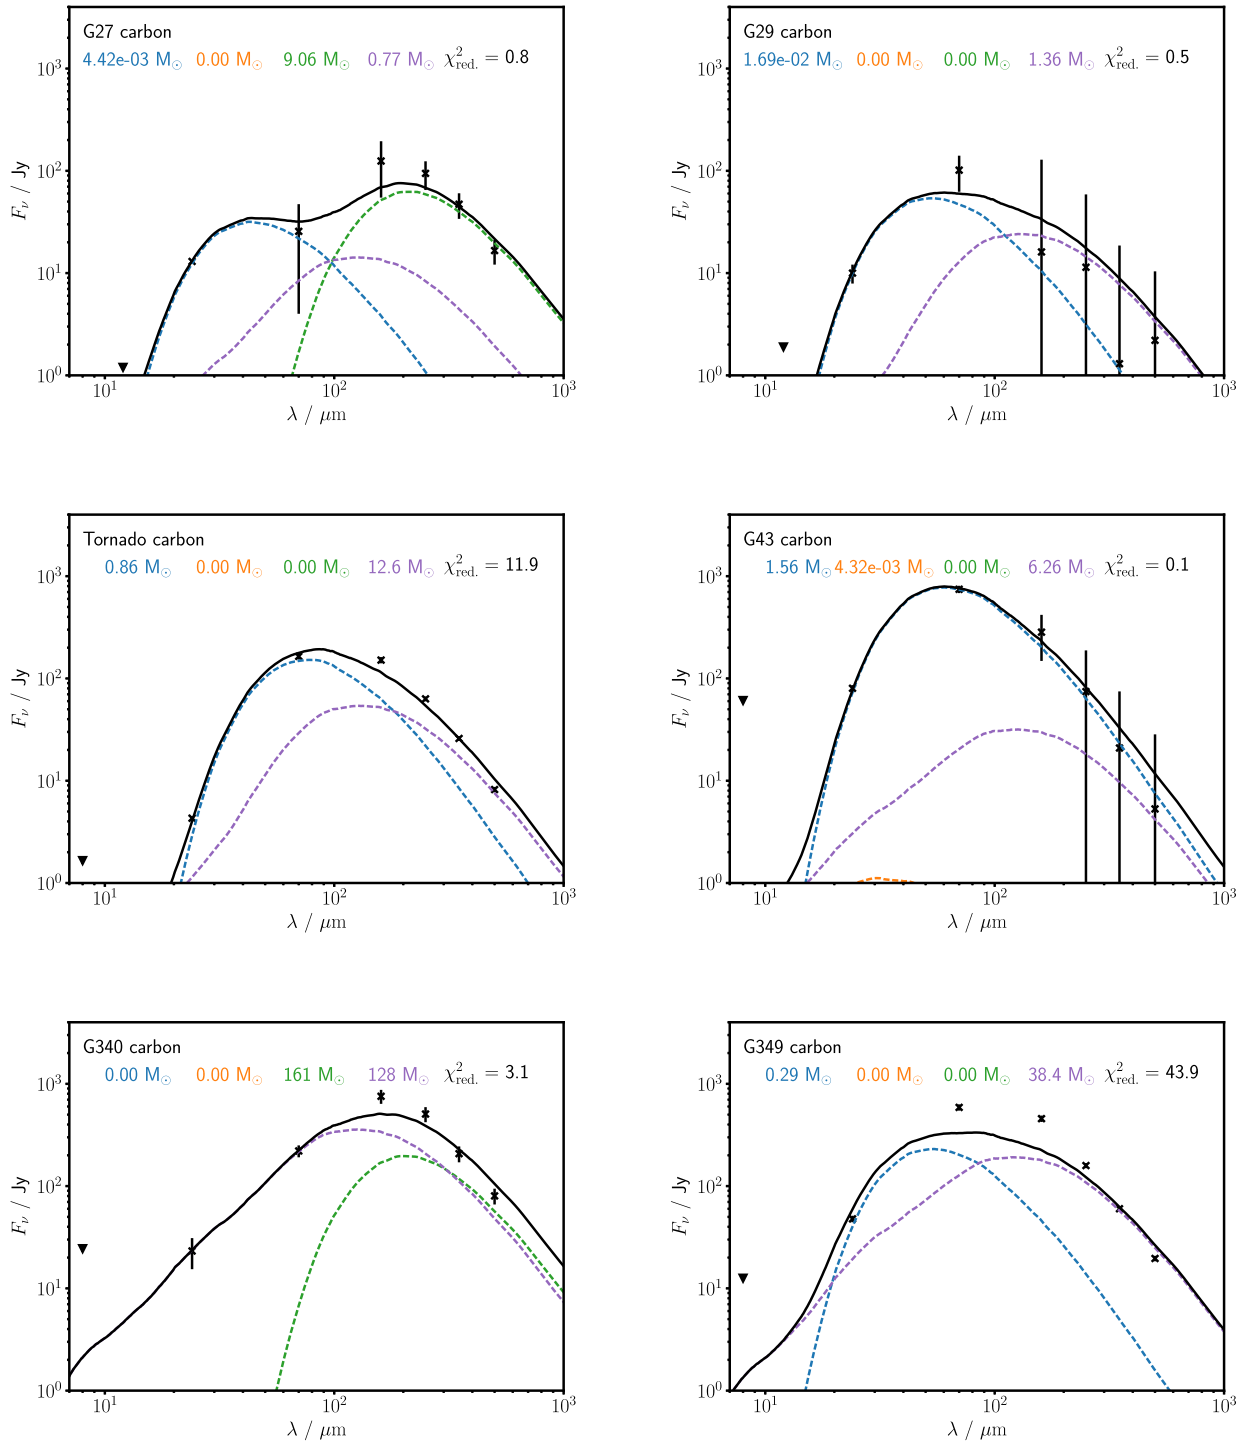 G27 carbon
4.42e-03 M☉ 0.00 M☉ 9.06 M☉ 0.77 M☉ χ²red. = 0.8
10³
10²
10¹
10⁰
Fν / Jy
10¹ 10² 10³
λ / μm
G29 carbon
1.69e-02 M☉ 0.00 M☉ 0.00 M☉ 1.36 M☉ χ²red. = 0.5
10³
10²
10¹
10⁰
Fν / Jy
10¹ 10² 10³
λ / μm
Tornado carbon
0.86 M☉ 0.00 M☉ 0.00 M☉ 12.6 M☉ χ²red. = 11.9
10³
10²
10¹
10⁰
Fν / Jy
10¹ 10² 10³
λ / μm
G43 carbon
1.56 M☉ 4.32e-03 M☉ 0.00 M☉ 6.26 M☉ χ²red. = 0.1
10³
10²
10¹
10⁰
Fν / Jy
10¹ 10² 10³
λ / μm
G340 carbon
0.00 M☉ 0.00 M☉ 161 M☉ 128 M☉ χ²red. = 3.1
10³
10²
10¹
10⁰
Fν / Jy
10¹ 10² 10³
λ / μm
G349 carbon
0.29 M☉ 0.00 M☉ 0.00 M☉ 38.4 M☉ χ²red. = 43.9
10³
10²
10¹
10⁰
Fν / Jy
10¹ 10² 10³
λ / μm